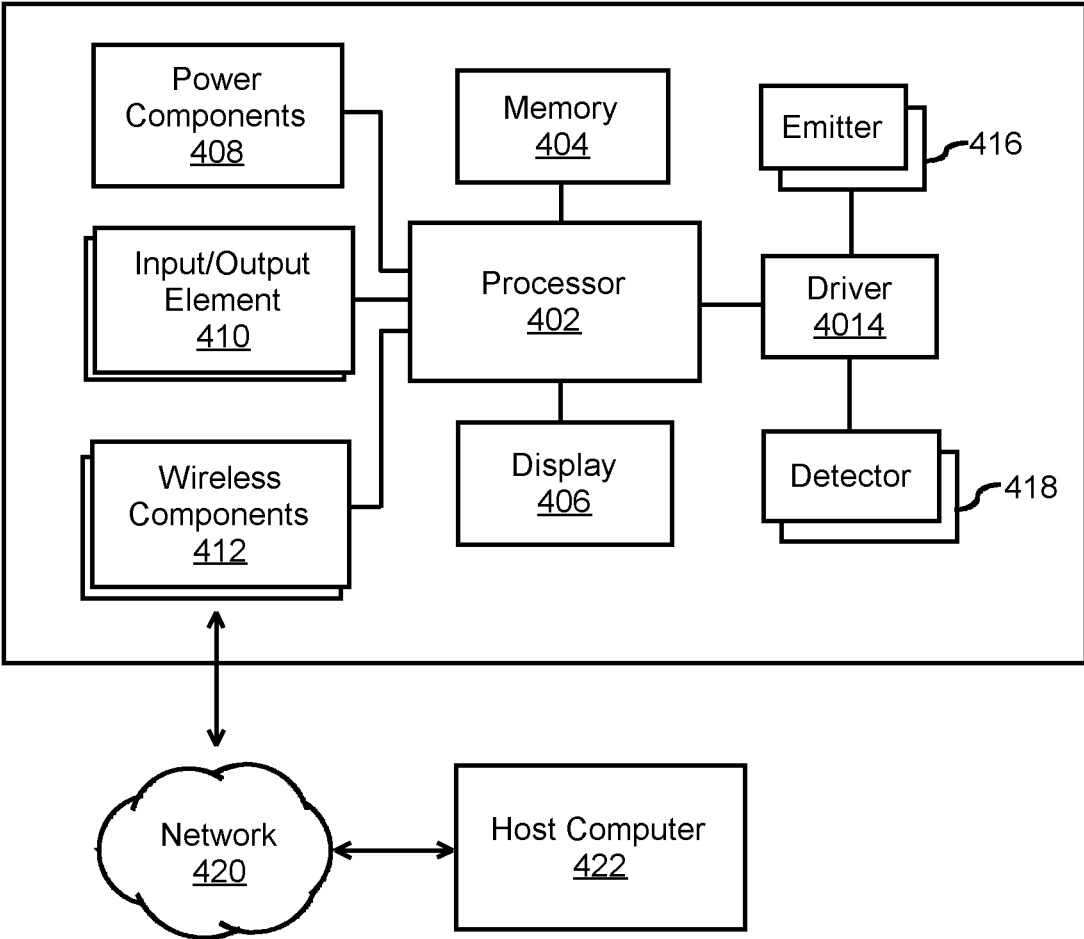 Power
Components
408
Memory
404
Emitter
416
Input/Output
Element
410
Processor
402
Driver
4014
Wireless
Components
412
Display
406
Detector
418
Network
420
Host Computer
422